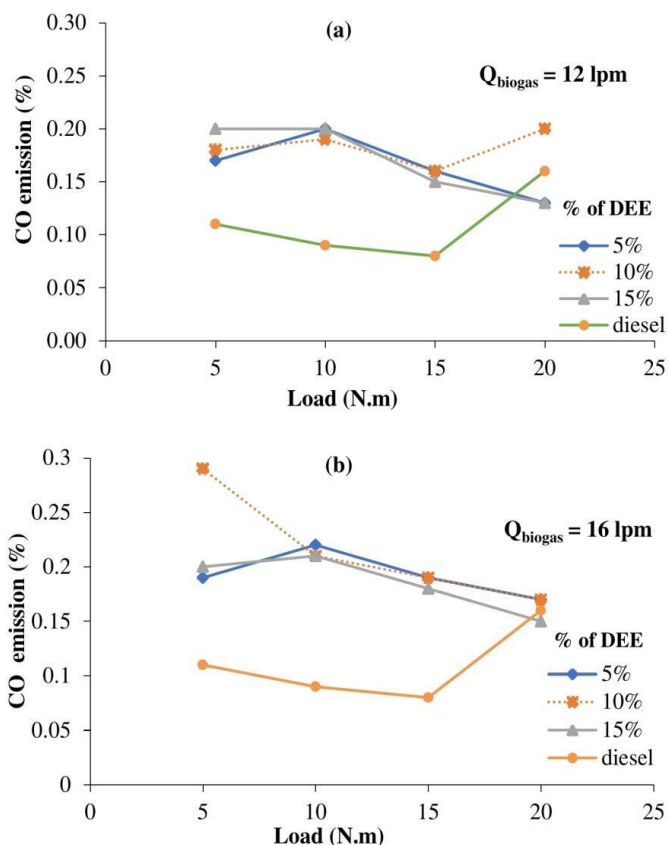 (a)
0.30
0.25
0.20
0.15
0.10
0.05
0.00
CO emission (%)
Q biogas = 12 lpm
% of DEE
5%
10%
15%
diesel
0 5 10 15 20 25
Load (N.m)
(b)
0.3
0.25
0.2
0.15
0.1
0.05
0
CO emission (%)
Q biogas = 16 lpm
% of DEE
5%
10%
15%
diesel
0 5 10 15 20 25
Load (N.m)